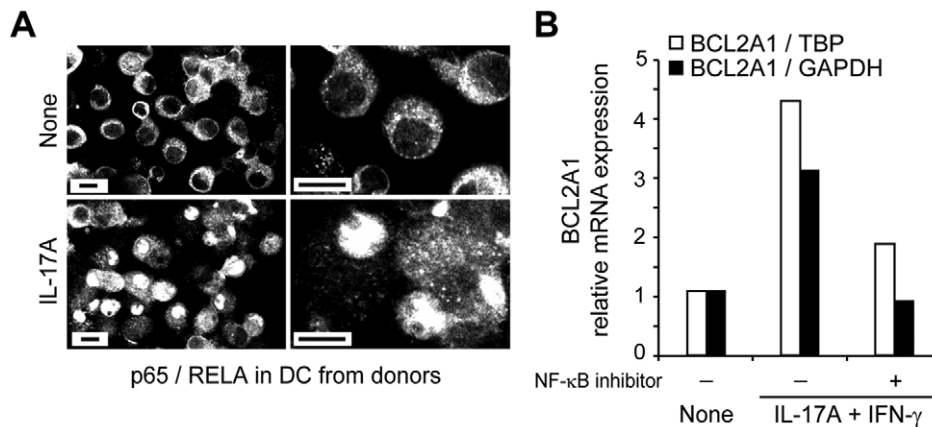 A
None
IL-17A
p65 / RELA in DC from donors
B
BCL2A1 / TBP
BCL2A1 / GAPDH
BCL2A1
relative mRNA expression
5
4
3
2
1
0
NF-κB inhibitor – – +
None IL-17A + IFN-γ